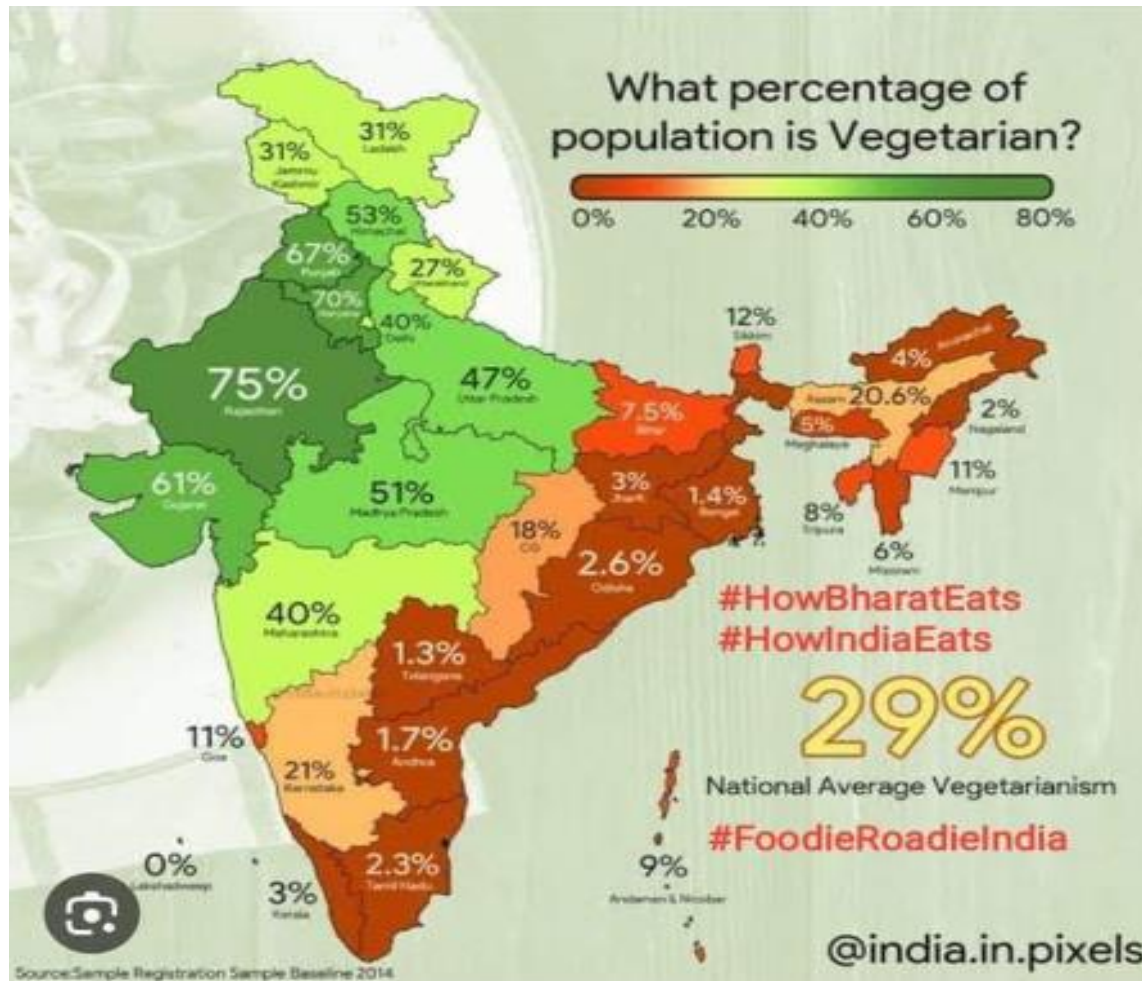 What percentage of
population is Vegetarian?
0% 20% 40% 60% 80%
31%
Ladakh
31%
Jammu
Kashmir
53%
Himachal
67%
Punjab
27%
Uttarakhand
70%
Haryana
40%
Delhi
75%
Rajasthan
47%
Uttar Pradesh
12%
Sikkim
4%
Arunachal
Assam 20.6%
7.5%
Bihar
5%
Meghalaya
2%
Nagaland
61%
Gujarat
51%
Madhya Pradesh
3%
Jhark
1.4%
Bengal
11%
Manipur
18%
CG
8%
Tripura
6%
Mizoram
2.6%
Odisha
40%
Maharashtra
#HowBharatEats
#HowIndiaEats
1.3%
Telangana
29%
National Average Vegetarianism
11%
Goa
1.7%
Andhra
21%
Karnataka
#FoodieRoadieIndia
0%
Lakshadweep
3%
Kerala
2.3%
Tamil Nadu
9%
Andaman & Nicobar
@india.in.pixels
Source:Sample Registration Sample Baseline 2014